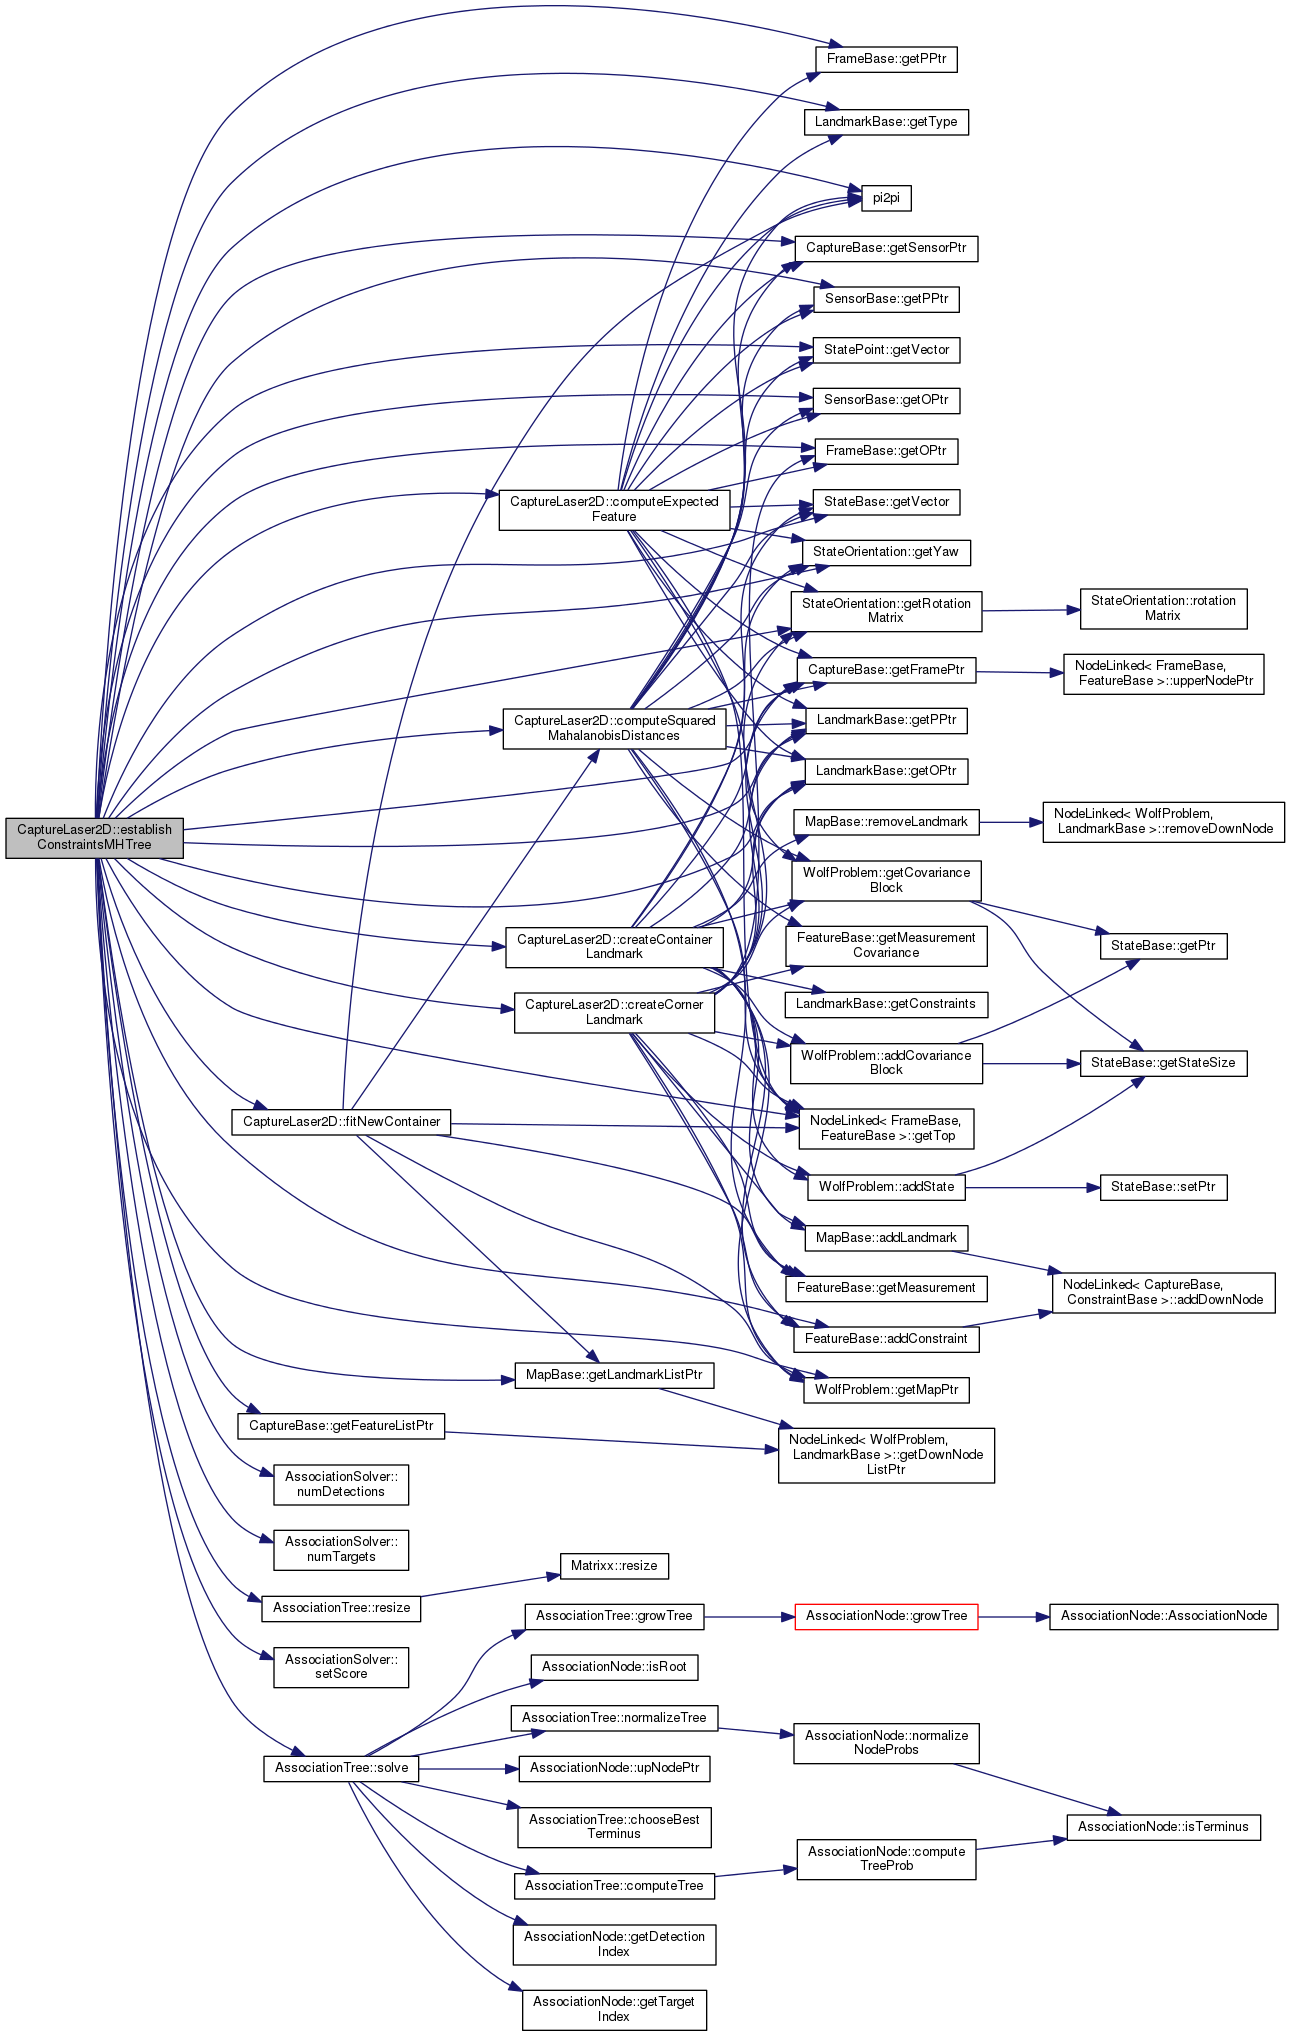 FrameBase::getPPtr
LandmarkBase::getType
pi2pi
CaptureBase::getSensorPtr
SensorBase::getPPtr
StatePoint::getVector
SensorBase::getOPtr
FrameBase::getOPtr
CaptureLaser2D::computeExpected
Feature
StateBase::getVector
StateOrientation::getYaw
StateOrientation::getRotation
Matrix
StateOrientation::rotation
Matrix
CaptureBase::getFramePtr
NodeLinked< FrameBase,
FeatureBase >::upperNodePtr
CaptureLaser2D::computeSquared
MahalanobisDistances
LandmarkBase::getPPtr
LandmarkBase::getOPtr
CaptureLaser2D::establish
ConstraintsMHTree
MapBase::removeLandmark
NodeLinked< WolfProblem,
LandmarkBase >::removeDownNode
WolfProblem::getCovariance
Block
CaptureLaser2D::createContainer
Landmark
FeatureBase::getMeasurement
Covariance
StateBase::getPtr
CaptureLaser2D::createCorner
Landmark
LandmarkBase::getConstraints
WolfProblem::addCovariance
Block
StateBase::getStateSize
CaptureLaser2D::fitNewContainer
NodeLinked< FrameBase,
FeatureBase >::getTop
WolfProblem::addState
StateBase::setPtr
MapBase::addLandmark
FeatureBase::getMeasurement
NodeLinked< CaptureBase,
ConstraintBase >::addDownNode
FeatureBase::addConstraint
MapBase::getLandmarkListPtr
WolfProblem::getMapPtr
CaptureBase::getFeatureListPtr
NodeLinked< WolfProblem,
LandmarkBase >::getDownNode
ListPtr
AssociationSolver::
numDetections
AssociationSolver::
numTargets
Matrixx::resize
AssociationTree::resize
AssociationTree::growTree
AssociationNode::growTree
AssociationNode::AssociationNode
AssociationSolver::
setScore
AssociationNode::isRoot
AssociationTree::normalizeTree
AssociationNode::normalize
NodeProbs
AssociationTree::solve
AssociationNode::upNodePtr
AssociationTree::chooseBest
Terminus
AssociationNode::isTerminus
AssociationNode::compute
TreeProb
AssociationTree::computeTree
AssociationNode::getDetection
Index
AssociationNode::getTarget
Index